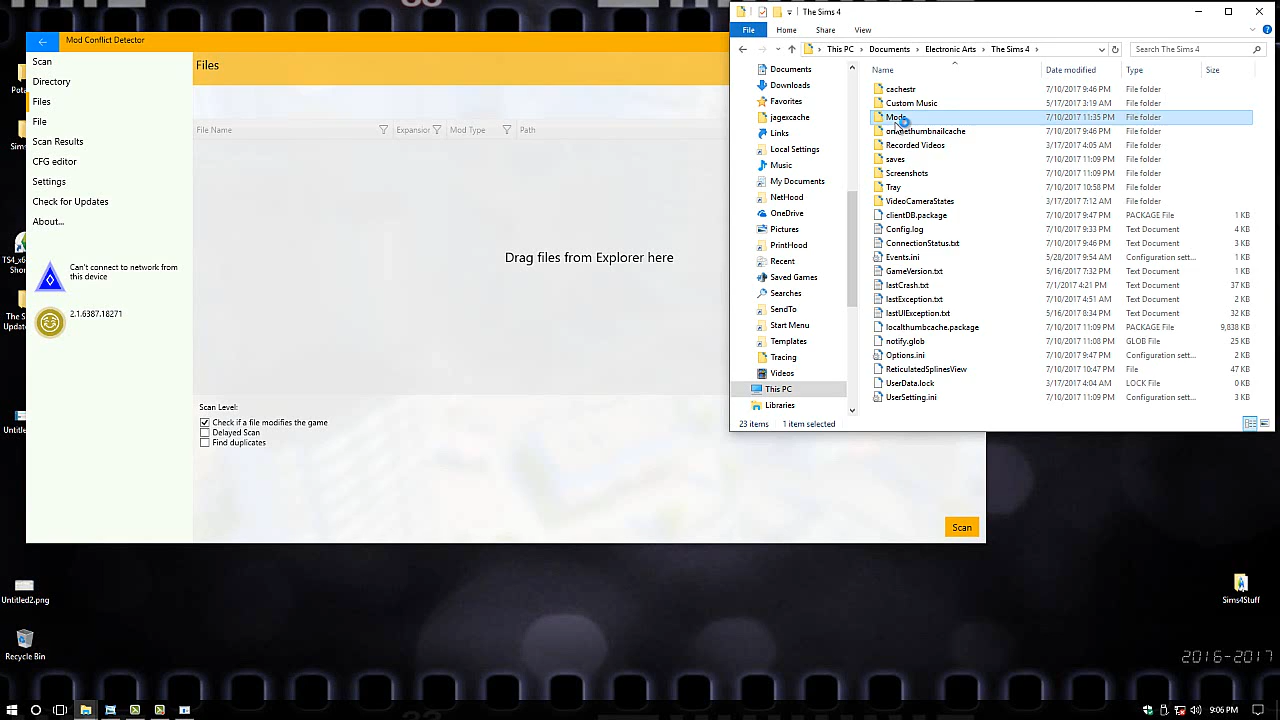 Mod Conflict Detector
Scan
Directory
Files
File
Scan Results
CFG editor
Settings
Check for Updates
About...
Can't connect to network from
this device
2.1.6387.18271
Files
File Name
Expansion
Mod Type
Path
Drag files from Explorer here
Scan Level:
Check if a file modifies the game
Delayed Scan
Find duplicates
Scan
The Sims 4
File
Home
Share
View
This PC
Documents
Electronic Arts
The Sims 4
Search The Sims 4
Documents
Downloads
Favorites
jagexcache
Links
Local Settings
Music
My Documents
NetHood
OneDrive
Pictures
PrintHood
Recent
Saved Games
Searches
SendTo
Start Menu
Templates
Tracing
Videos
This PC
Libraries
Name Date modified Type Size
cachestr 7/10/2017 9:46 PM File folder
Custom Music 5/17/2017 3:19 AM File folder
Mods 7/10/2017 11:35 PM File folder
7/10/2017 9:46 PM File folder
Recorded Videos 3/17/2017 4:05 AM File folder
saves 7/10/2017 11:09 PM File folder
Screenshots 7/10/2017 11:09 PM File folder
Tray 7/10/2017 10:58 PM File folder
VideoCameraStates 3/17/2017 7:12 AM File folder
clientDB.package 7/10/2017 9:47 PM PACKAGE File 1 KB
Config.log 7/10/2017 9:33 PM Text Document 4 KB
ConnectionStatus.txt 7/10/2017 9:46 PM Text Document 3 KB
Events.ini 5/28/2017 9:54 AM Configuration sett... 1 KB
GameVersion.txt 5/16/2017 7:32 PM Text Document 1 KB
lastCrash.txt 7/1/2017 4:21 PM Text Document 37 KB
lastException.txt 7/10/2017 4:51 AM Text Document 2 KB
lastUIException.txt 5/16/2017 8:34 PM Text Document 32 KB
localthumbcache.package 7/10/2017 11:09 PM PACKAGE File 9,838 KB
notify.glob 7/10/2017 11:08 PM GLOB File 25 KB
Options.ini 7/10/2017 9:47 PM Configuration sett... 2 KB
ReticulatedSplinesView 7/10/2017 10:47 PM File 47 KB
UserData.lock 3/17/2017 4:04 AM LOCK File 0 KB
UserSetting.ini 7/10/2017 11:09 PM Configuration sett... 3 KB
23 items 1 item selected
Untitled2.png
Recycle Bin
Sims4Stuff
2016-2017
9:06 PM